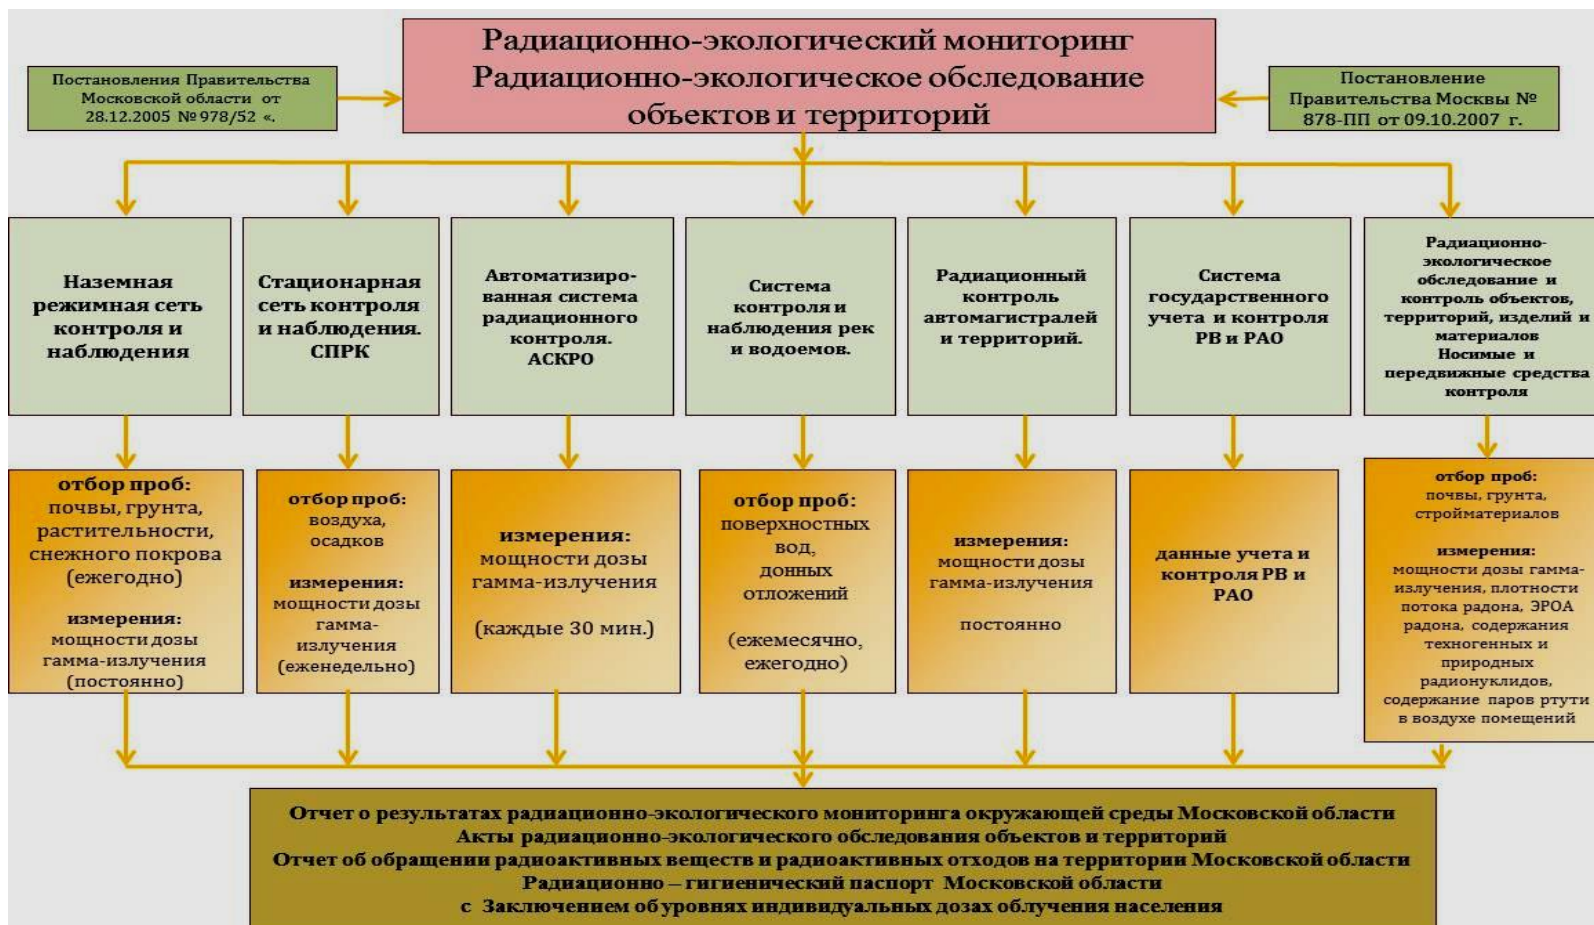 Радиационно-экологический мониторинг
Радиационно-экологическое обследование
объектов и территорий
Постановления Правительства
Московской области от
28.12.2005 № 978/52 «.
Постановление
Правительства Москвы №
878-ПП от 09.10.2007 г.
Наземная
режимная сеть
контроля и
наблюдения
Стационарная
сеть контроля
и наблюдения.
СПРК
Автоматизиро-
ванная система
радиационного
контроля.
АСКРО
Система
контроля и
наблюдения рек
и водоемов.
Радиационный
контроль
автомагистралей
и территорий.
Система
государственного
учета и контроля
РВ и РАО
Радиационно-
экологическое
обследование и
контроль объектов,
территорий, изделий и
материалов
Носимые и
передвижные средства
контроля
отбор проб:
почвы, грунта,
растительности,
снежного покрова
(ежегодно)
измерения:
мощности дозы
гамма-излучения
(постоянно)
отбор проб:
воздуха,
осадков
измерения:
мощности дозы
гамма-
излучения
(еженедельно)
измерения:
мощности дозы
гамма-излучения
(каждые 30 мин.)
отбор проб:
поверхностных
вод,
донных
отложений
(ежемесячно,
ежегодно)
измерения:
мощности дозы
гамма-излучения
постоянно
данные учета и
контроля РВ и
РАО
отбор проб:
почвы, грунта,
стройматериалов
измерения:
мощности дозы гамма-
излучения, плотности
потока радона, ЭРОА
радона, содержания
техногенных и
природных
радионуклидов,
содержание паров ртути
в воздухе помещений
Отчет о результатах радиационно-экологического мониторинга окружающей среды Московской области
Акты радиационно-экологического обследования объектов и территорий
Отчет об обращении радиоактивных веществ и радиоактивных отходов на территории Московской области
Радиационно – гигиенический паспорт Московской области
с Заключением об уровнях индивидуальных дозах облучения населения